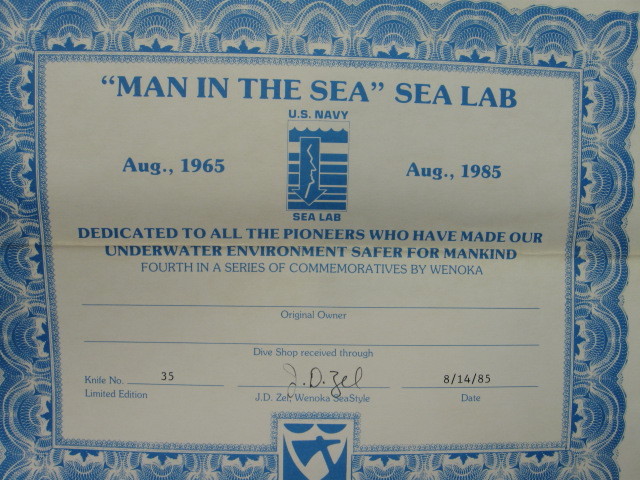 "MAN IN THE SEA" SEA LAB
U.S. NAVY
Aug., 1965
Aug., 1985
SEA LAB
DEDICATED TO ALL THE PIONEERS WHO HAVE MADE OUR
UNDERWATER ENVIRONMENT SAFER FOR MANKIND
FOURTH IN A SERIES OF COMMEMORATIVES BY WENOKA
Original Owner
Dive Shop received through
Knife No. 35
J.D. Zel
8/14/85
Limited Edition
J.D. Zel, Wenoka SeaStyle
Date